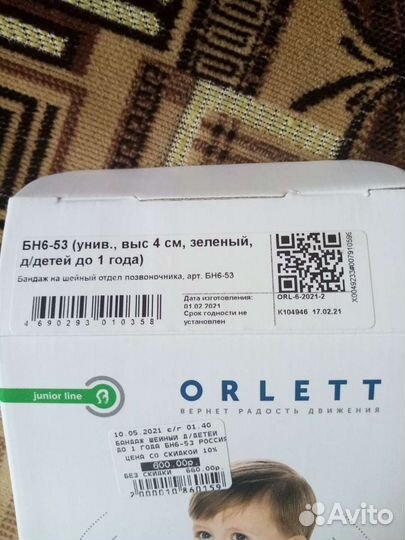 БН6-53 (унив., выс 4 см, зеленый,
д/детей до 1 года)
Бандаж на шейный отдел позвоночника, арт. БН6-53
4 690293 010358
Дата изготовления:
01.02.2021
Срок годности не
установлен
ORL-6-2021-2
К104946 17.02.21
junior line
ORLETT
ВЕРНЕТ РАДОСТЬ ДВИЖЕНИЯ
10.05.2021 с/г 01.40
БАНДАЖ ШЕЙНЫЙ Д/ДЕТЕЙ
ДО 1 ГОДА БН6-53 РОССИЯ
ЦЕНА СО СКИДКОЙ 10%
600.00р
БЕЗ СКИДКИ 660.00р.
2000010860159
Avito